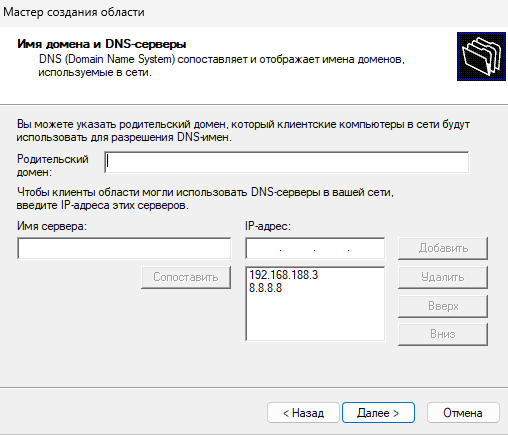 Мастер создания области
Имя домена и DNS-серверы
DNS (Domain Name System) сопоставляет и отображает имена доменов,
используемые в сети.
Вы можете указать родительский домен, который клиентские компьютеры в сети будут
использовать для разрешения DNS-имен.
Родительский
домен:
Чтобы клиенты области могли использовать DNS-серверы в вашей сети,
введите IP-адреса этих серверов.
Имя сервера:
IP-адрес:
. . .
Добавить
Сопоставить
192.168.188.3
8.8.8.8
Удалить
Вверх
Вниз
< Назад
Далее >
Отмена